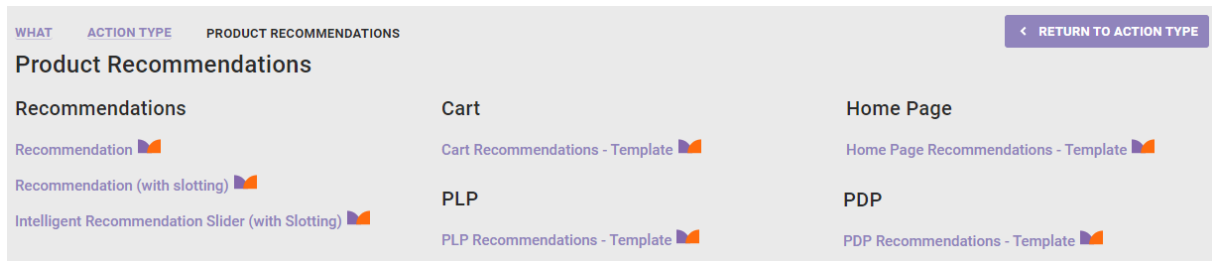 WHAT ACTION TYPE PRODUCT RECOMMENDATIONS
RETURN TO ACTION TYPE
Product Recommendations
Recommendations
Recommendation
Recommendation (with slotting)
Intelligent Recommendation Slider (with Slotting)
Cart
Cart Recommendations - Template
PLP
PLP Recommendations - Template
Home Page
Home Page Recommendations - Template
PDP
PDP Recommendations - Template